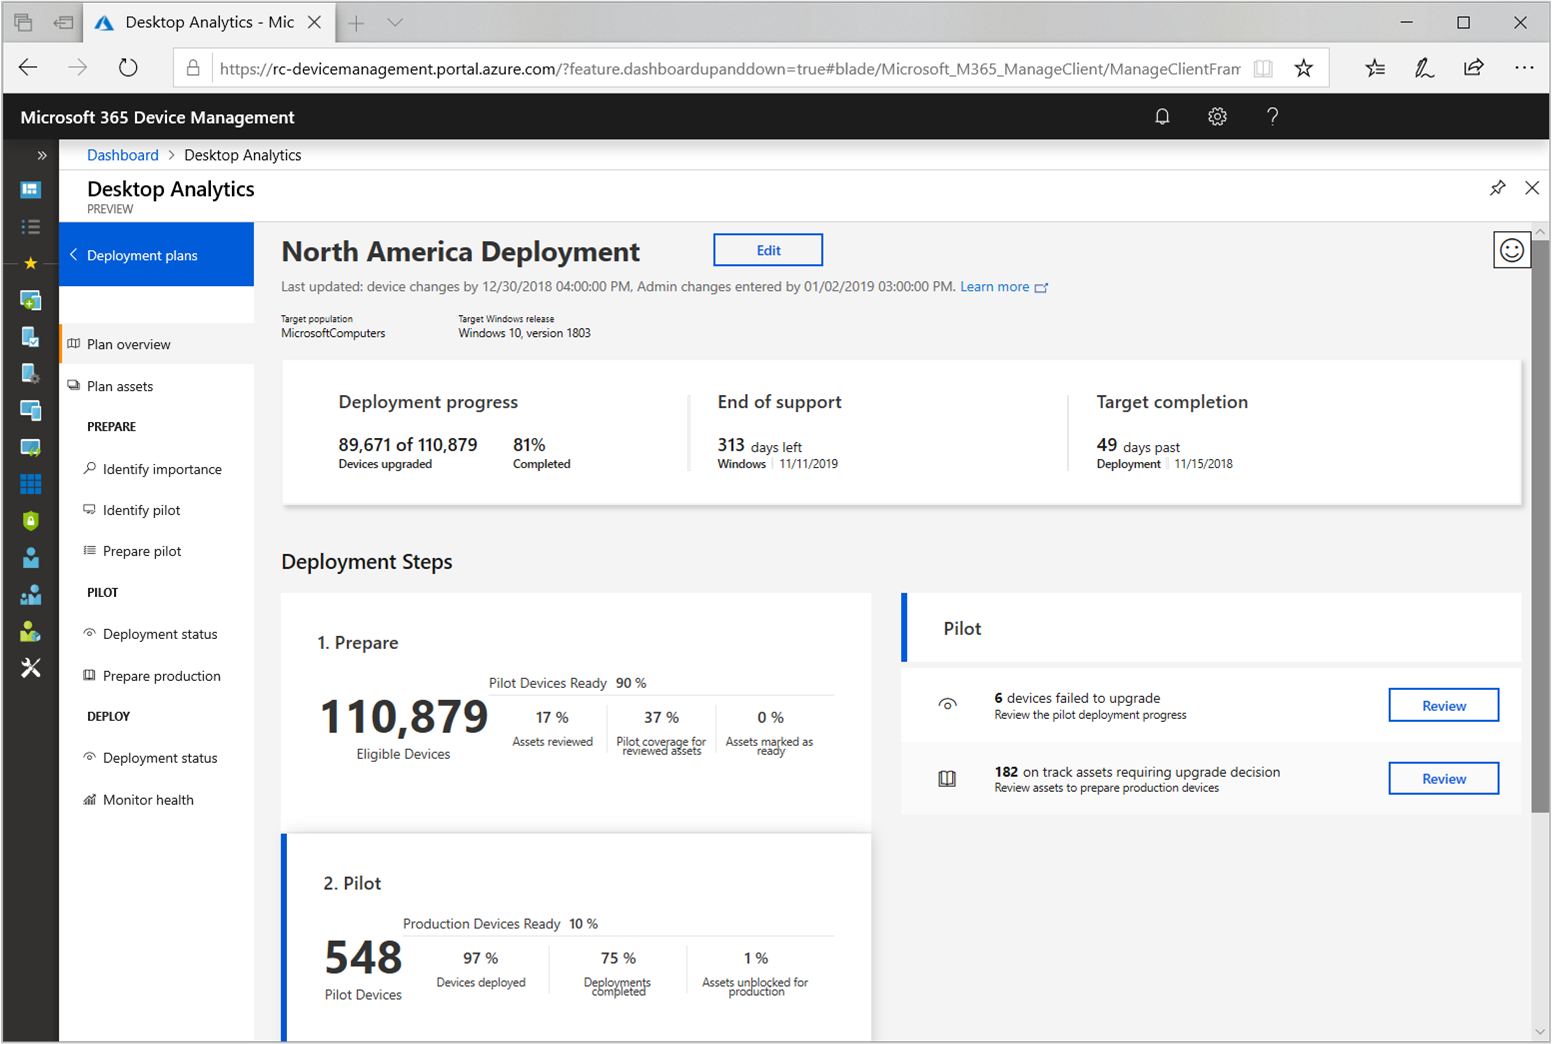 Desktop Analytics - Mic
https://rc-devicemanagement.portal.azure.com/?feature.dashboardupanddown=true#blade/Microsoft_M365_ManageClient/ManageClientFram
Microsoft 365 Device Management
Dashboard > Desktop Analytics
Desktop Analytics
PREVIEW
Deployment plans
Plan overview
Plan assets
PREPARE
Identify importance
Identify pilot
Prepare pilot
PILOT
Deployment status
Prepare production
DEPLOY
Deployment status
Monitor health
North America Deployment
Edit
Last updated: device changes by 12/30/2018 04:00:00 PM, Admin changes entered by 01/02/2019 03:00:00 PM. Learn more
Target population
MicrosoftComputers
Target Windows release
Windows 10, version 1803
Deployment progress
89,671 of 110,879
Devices upgraded
81%
Completed
End of support
313 days left
Windows | 11/11/2019
Target completion
49 days past
Deployment | 11/15/2018
Deployment Steps
1. Prepare
110,879
Eligible Devices
Pilot Devices Ready 90 %
17 %
Assets reviewed
37 %
Pilot coverage for
reviewed assets
0 %
Assets marked as
ready
2. Pilot
548
Pilot Devices
Production Devices Ready 10 %
97 %
Devices deployed
75 %
Deployments
completed
1 %
Assets unblocked for
production
Pilot
6 devices failed to upgrade
Review the pilot deployment progress
Review
182 on track assets requiring upgrade decision
Review assets to prepare production devices
Review